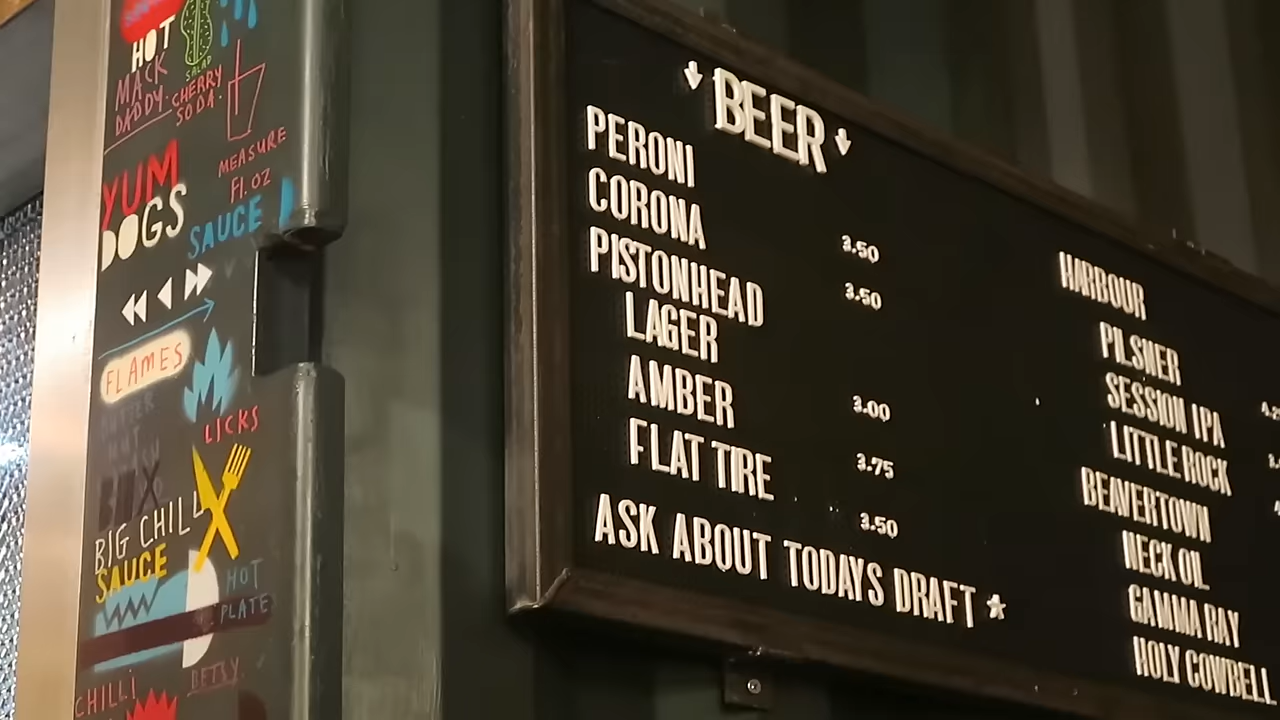 HOT
SALAD
MACK
DADDY.
CHERRY
SODA.
YUM
DOGS
MEASURE
Fl. OZ
SAUCE
FLAMES
LICKS
BIG CHILL
SAUCE
HOT
PLATE
BETSY.
CHILLI
BEER
PERONI 3.50
CORONA 3.50
PISTONHEAD
LAGER 3.00
AMBER 3.75
FLAT TIRE 3.50
ASK ABOUT TODAYS DRAFT *
HARBOUR
PILSNER
SESSION IPA
LITTLE ROCK
BEAVERTOWN
NECK OIL
GAMMA RAY
HOLY COWBELL